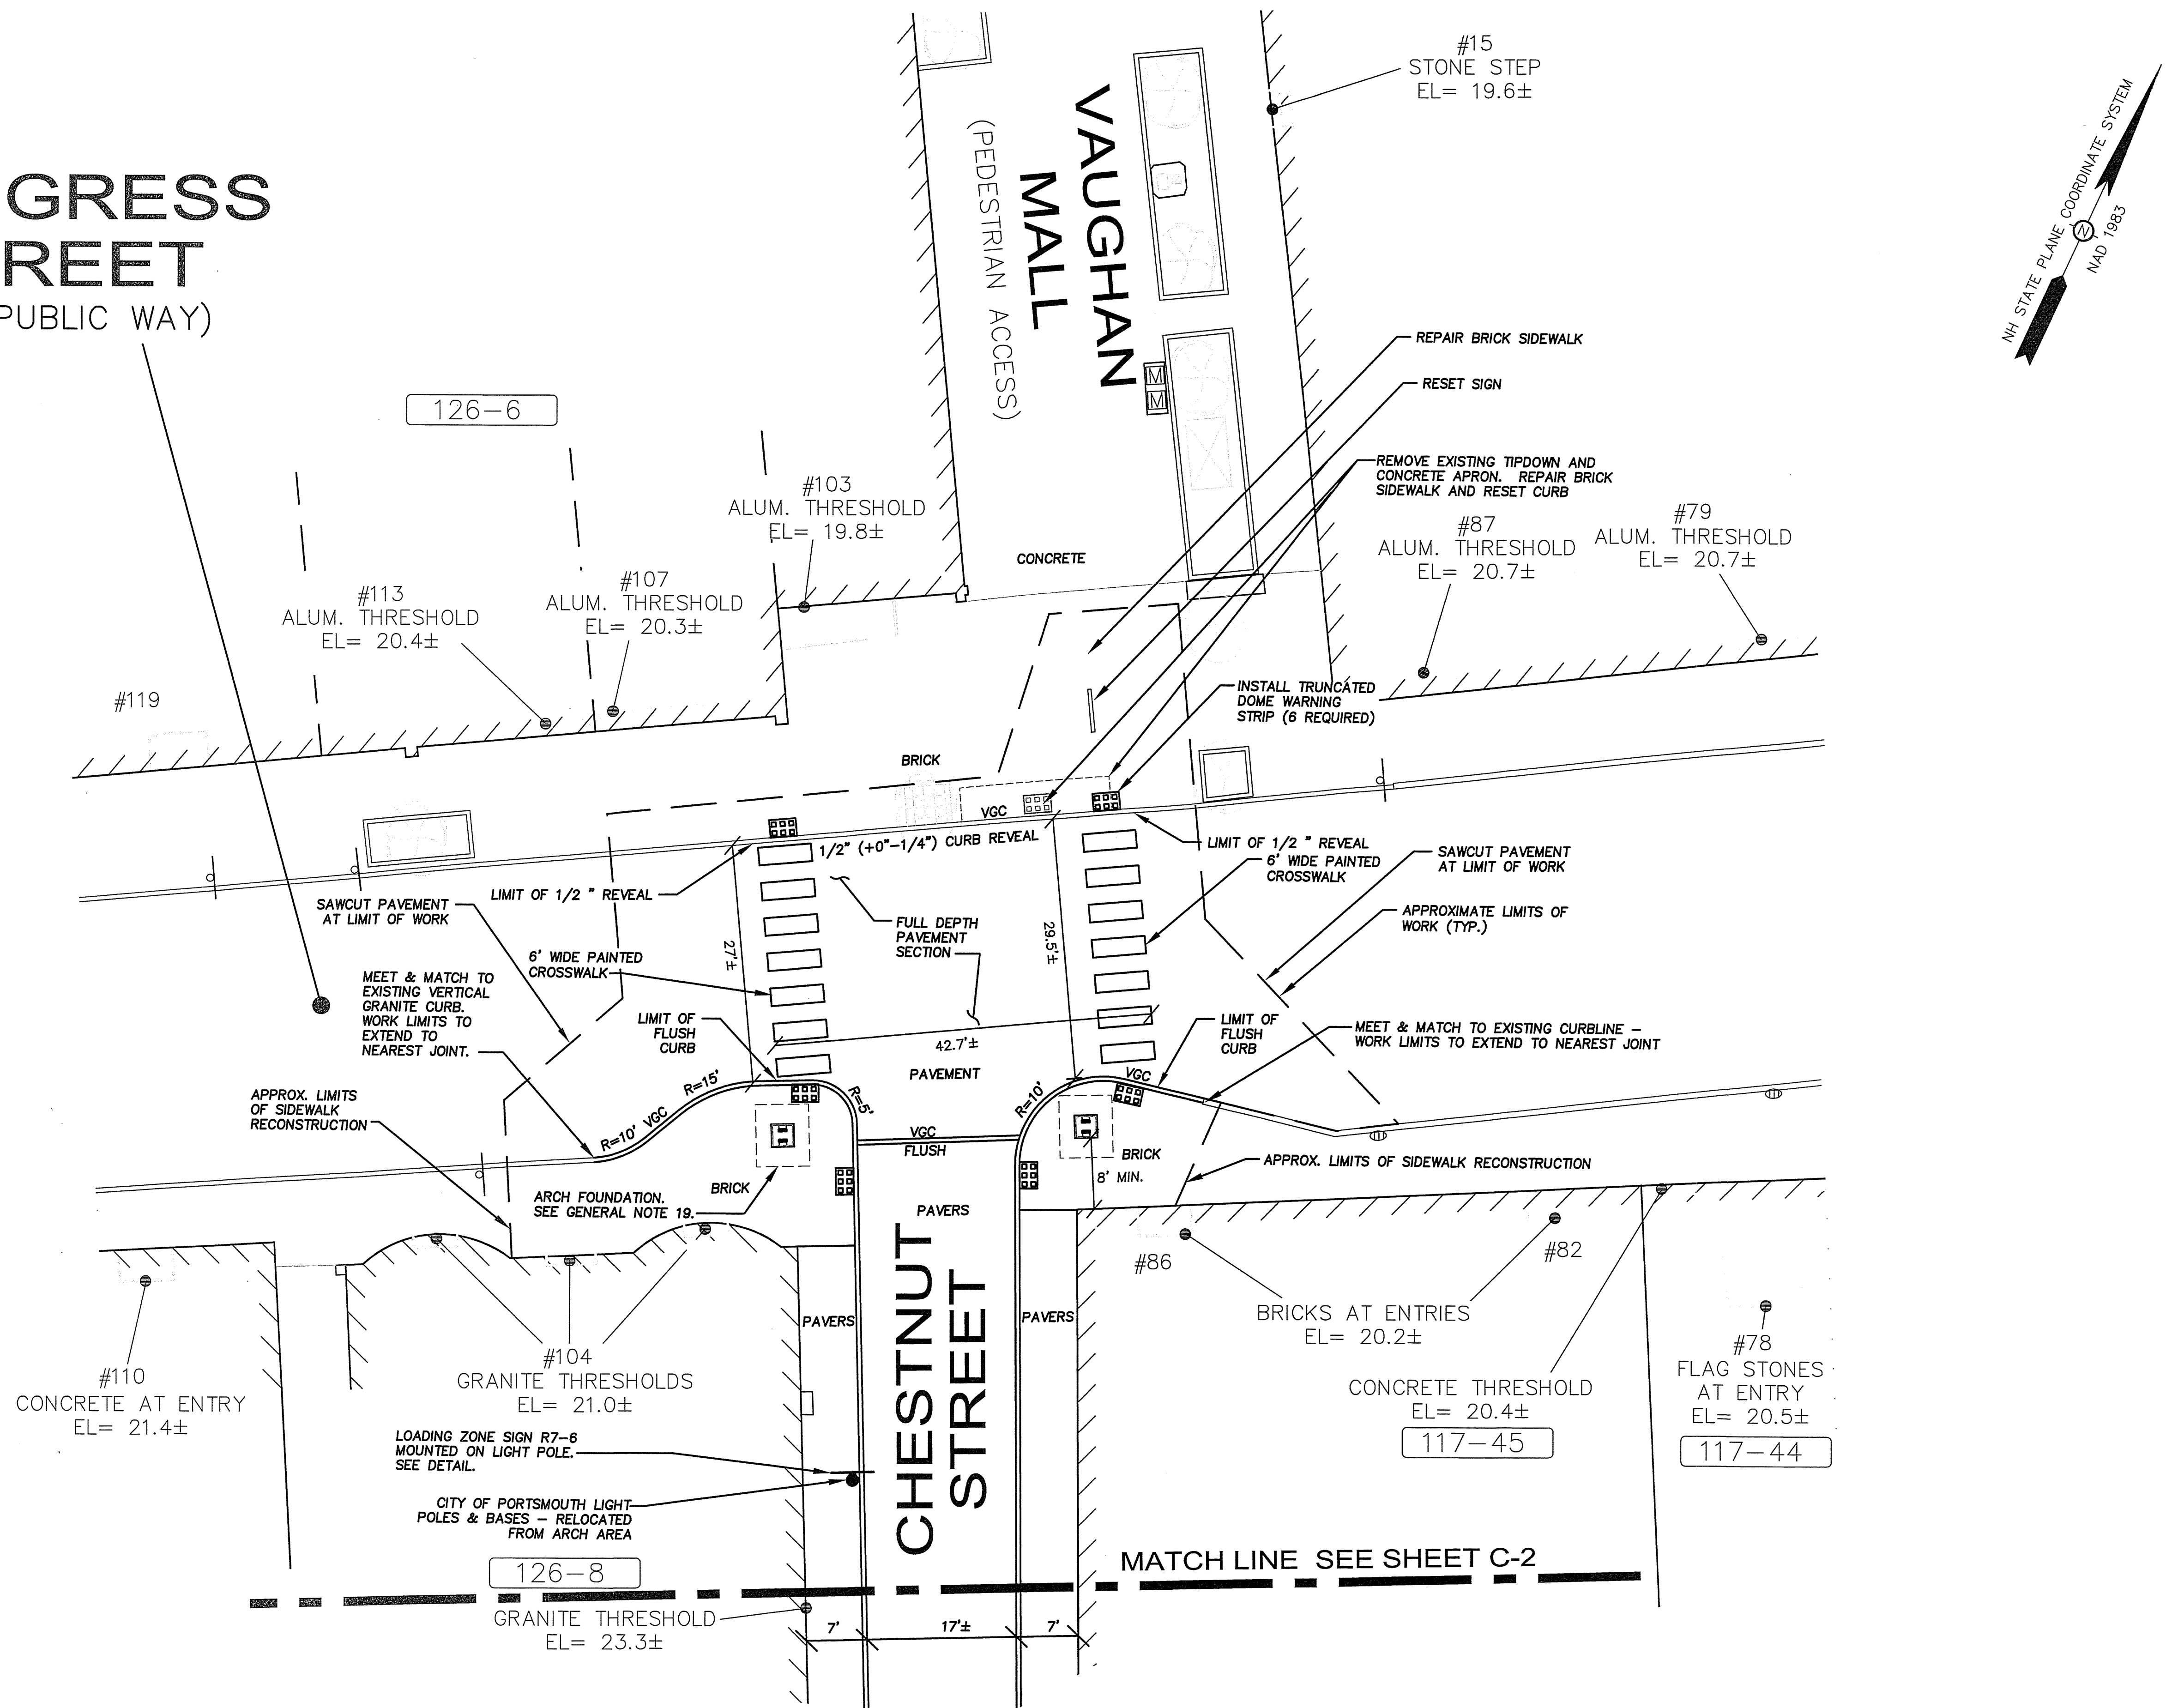 GRESS
REET
PUBLIC WAY)
126-6
VAUGHAN
MALL
(PEDESTRIAN ACCESS)
#15
STONE STEP
EL= 19.6±
NH STATE PLANE COORDINATE SYSTEM
N
NAD 1983
REPAIR BRICK SIDEWALK
RESET SIGN
REMOVE EXISTING TIPDOWN AND
CONCRETE APRON. REPAIR BRICK
SIDEWALK AND RESET CURB
M
M
#103
ALUM. THRESHOLD
EL= 19.8±
CONCRETE
#87
ALUM. THRESHOLD
EL= 20.7±
#79
ALUM. THRESHOLD
EL= 20.7±
#113
ALUM. THRESHOLD
EL= 20.4±
#107
ALUM. THRESHOLD
EL= 20.3±
#119
INSTALL TRUNCATED
DOME WARNING
STRIP (6 REQUIRED)
BRICK
VGC
1/2" (+0"-1/4") CURB REVEAL
LIMIT OF 1/2 " REVEAL
6' WIDE PAINTED
CROSSWALK
SAWCUT PAVEMENT
AT LIMIT OF WORK
LIMIT OF 1/2 " REVEAL
SAWCUT PAVEMENT
AT LIMIT OF WORK
FULL DEPTH
PAVEMENT
SECTION
APPROXIMATE LIMITS OF
WORK (TYP.)
27'±
29.5'±
6' WIDE PAINTED
CROSSWALK
MEET & MATCH TO
EXISTING VERTICAL
GRANITE CURB.
WORK LIMITS TO
EXTEND TO
NEAREST JOINT.
LIMIT OF
FLUSH
CURB
42.7'±
LIMIT OF
FLUSH
CURB
MEET & MATCH TO EXISTING CURBLINE -
WORK LIMITS TO EXTEND TO NEAREST JOINT
PAVEMENT
VGC
APPROX. LIMITS
OF SIDEWALK
RECONSTRUCTION
R=10' VGC
R=15'
R=5'
R=10'
VGC
FLUSH
BRICK
8' MIN.
APPROX. LIMITS OF SIDEWALK RECONSTRUCTION
ARCH FOUNDATION.
SEE GENERAL NOTE 19.
BRICK
PAVERS
CHESTNUT
STREET
#86
#82
BRICKS AT ENTRIES
EL= 20.2±
PAVERS
PAVERS
#110
CONCRETE AT ENTRY
EL= 21.4±
#104
GRANITE THRESHOLDS
EL= 21.0±
CONCRETE THRESHOLD
EL= 20.4±
117-45
#78
FLAG STONES
AT ENTRY
EL= 20.5±
117-44
LOADING ZONE SIGN R7-6
MOUNTED ON LIGHT POLE.
SEE DETAIL.
CITY OF PORTSMOUTH LIGHT
POLES & BASES - RELOCATED
FROM ARCH AREA
126-8
MATCH LINE SEE SHEET C-2
GRANITE THRESHOLD
EL= 23.3±
7'
17'±
7'